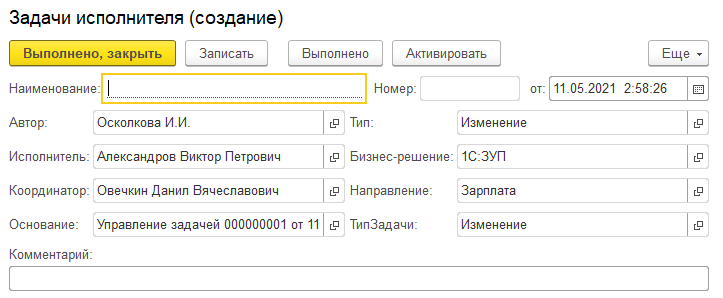 Задачи исполнителя (создание)
Выполнено, закрыть Записать Выполнено Активировать Еще
Наименование: Номер: от: 11.05.2021 2:58:26
Автор: Осколкова И.И. Тип: Изменение
Исполнитель: Александров Виктор Петрович Бизнес-решение: 1С:ЗУП
Координатор: Овечкин Данил Вячеславович Направление: Зарплата
Основание: Управление задачей 000000001 от 11 ТипЗадачи: Изменение
Комментарий: